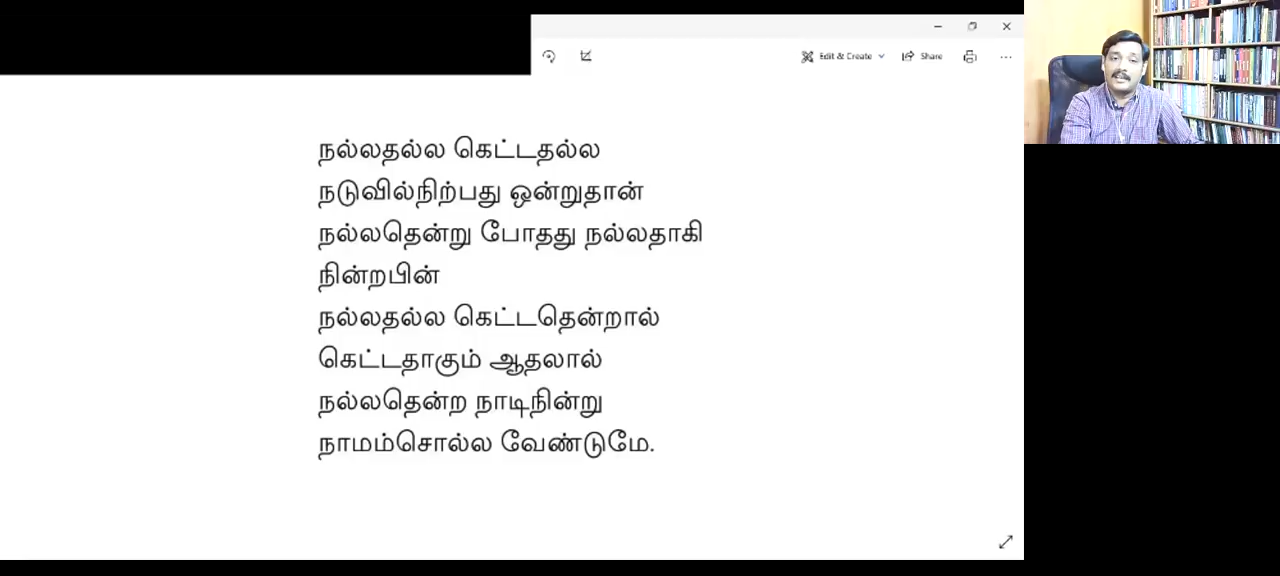 Edit & Create
Share
நல்லதல்ல கெட்டதல்ல
நடுவில்நிற்பது ஒன்றுதான்
நல்லதென்று போதது நல்லதாகி
நின்றபின்
நல்லதல்ல கெட்டதென்றால்
கெட்டதாகும் ஆதலால்
நல்லதென்ற நாடிநின்று
நாமம்சொல்ல வேண்டுமே.